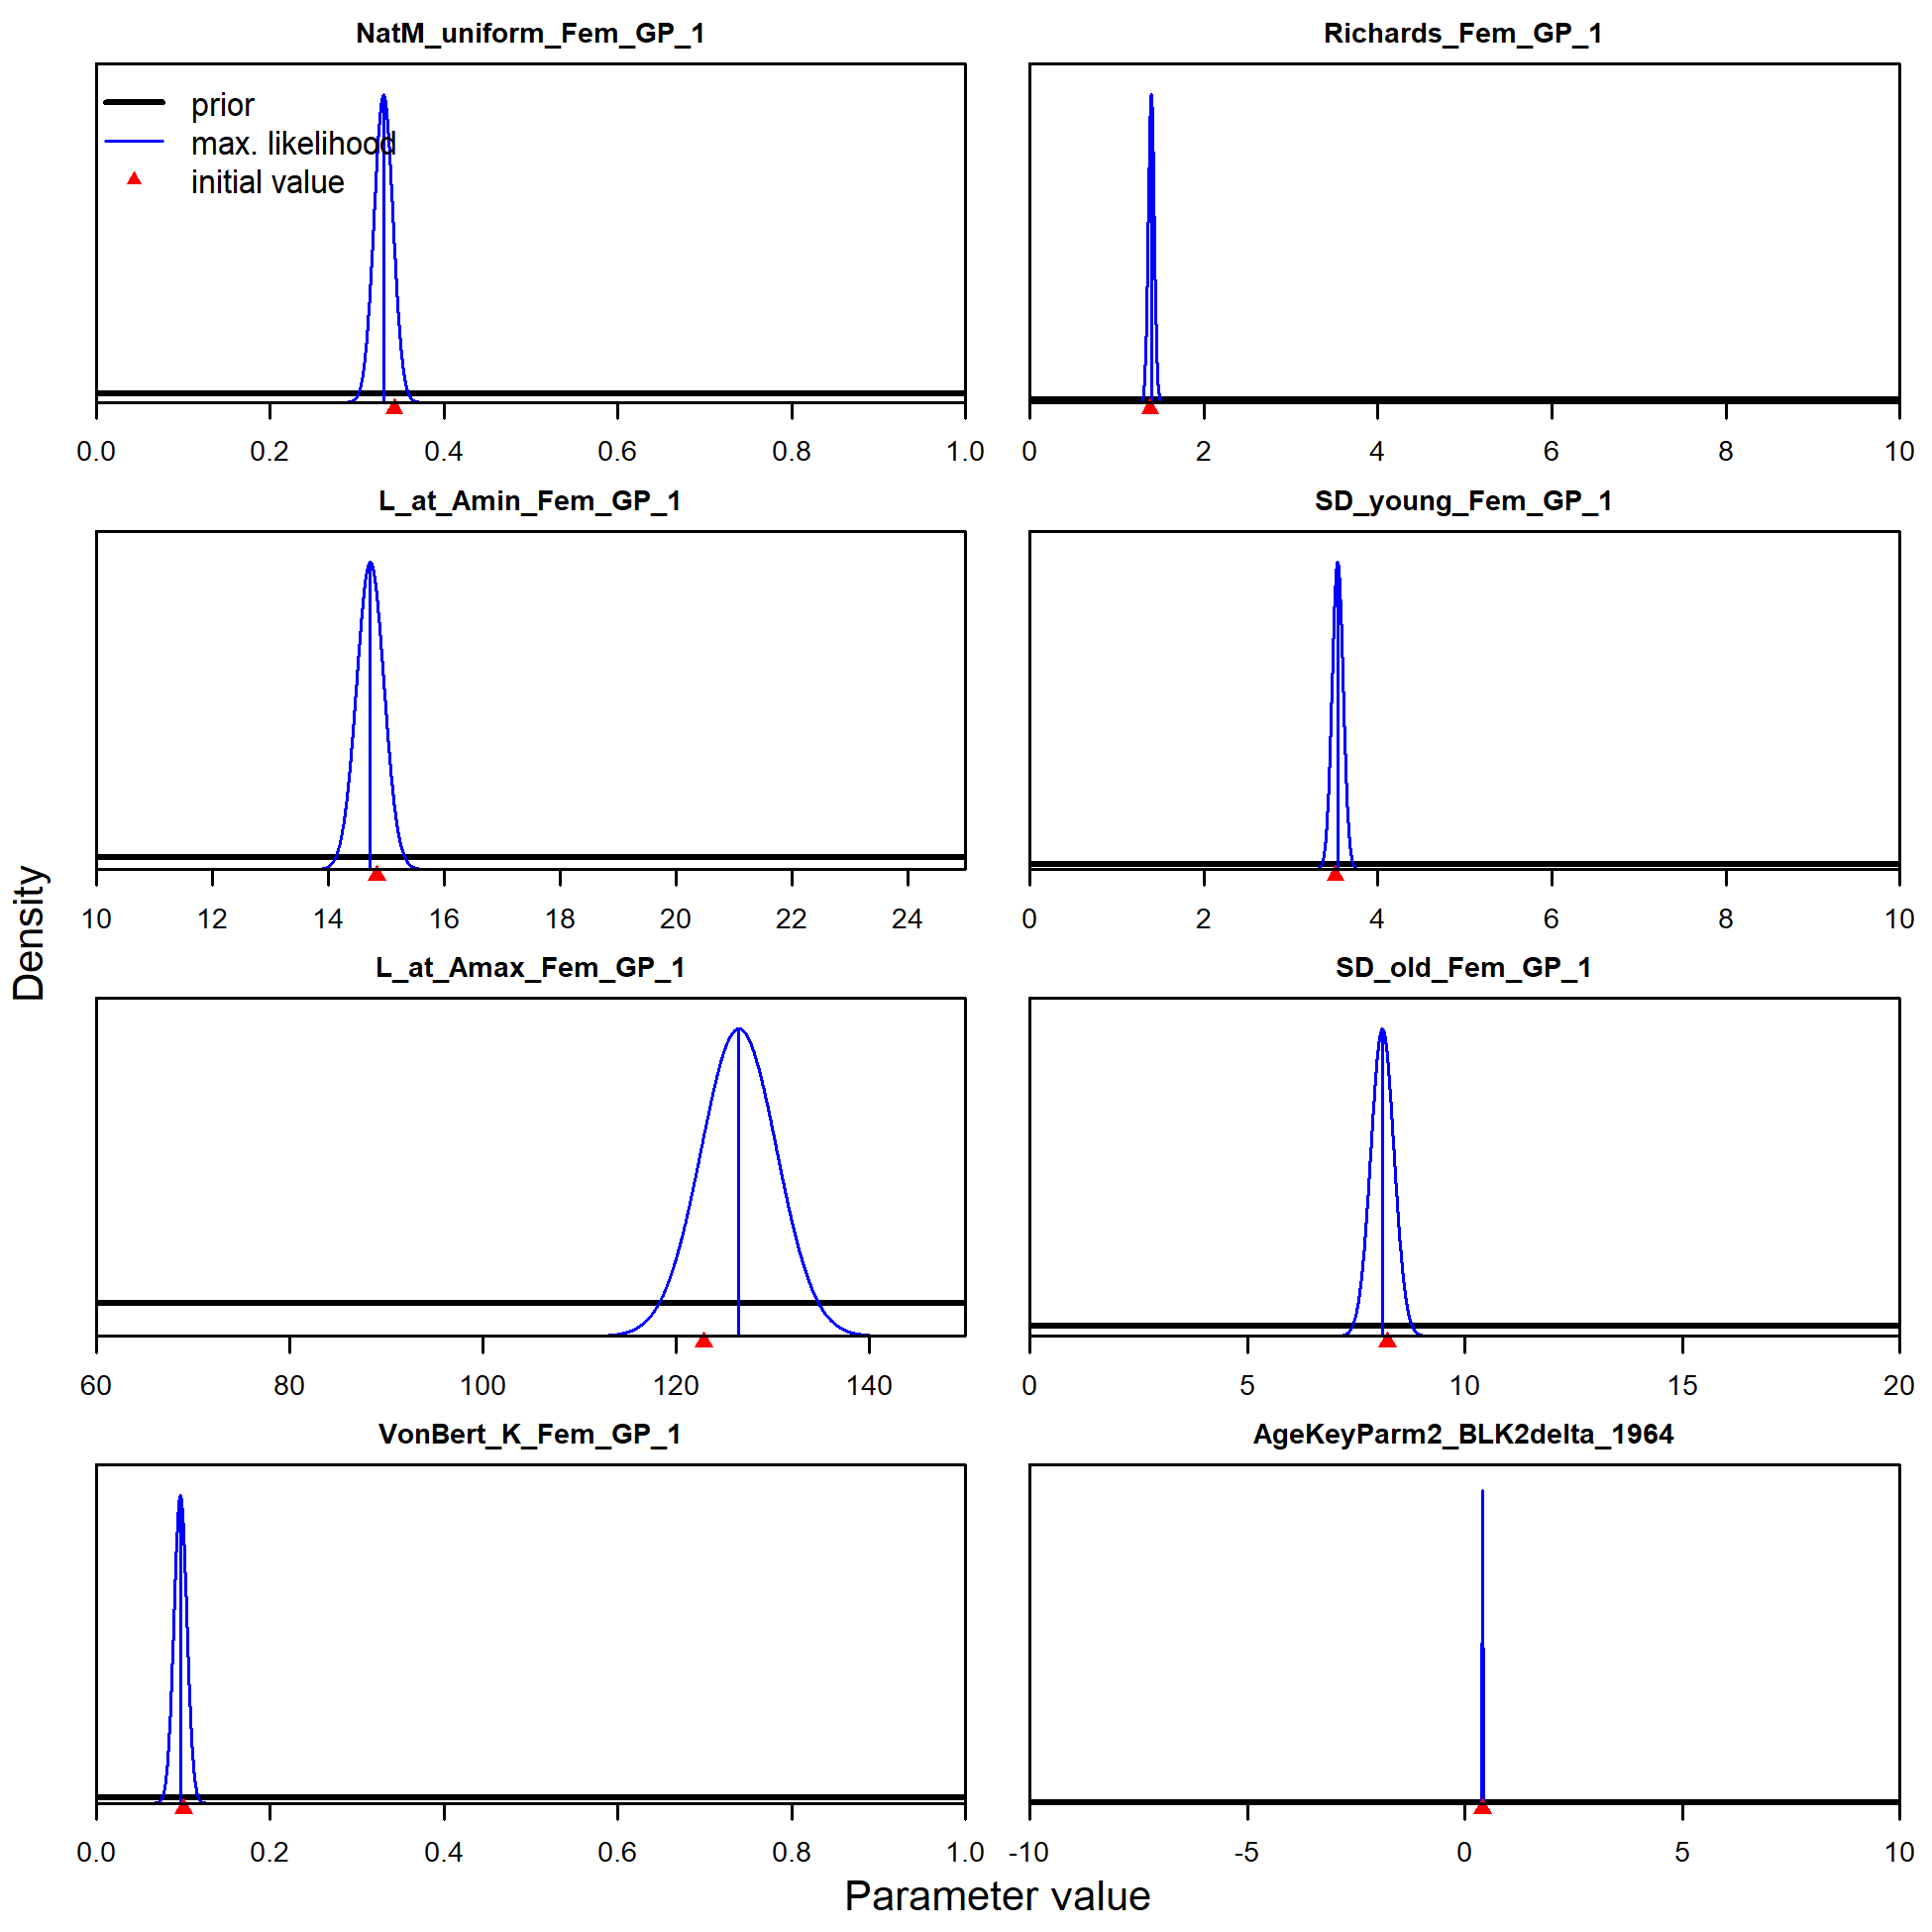 NatM_uniform_Fem_GP_1
prior
max. likelihood
initial value
0.0 0.2 0.4 0.6 0.8 1.0
Richards_Fem_GP_1
0 2 4 6 8 10
L_at_Amin_Fem_GP_1
10 12 14 16 18 20 22 24
SD_young_Fem_GP_1
0 2 4 6 8 10
L_at_Amax_Fem_GP_1
60 80 100 120 140
SD_old_Fem_GP_1
0 5 10 15 20
VonBert_K_Fem_GP_1
0.0 0.2 0.4 0.6 0.8 1.0
AgeKeyParm2_BLK2delta_1964
-10 -5 0 5 10
Density
Parameter value